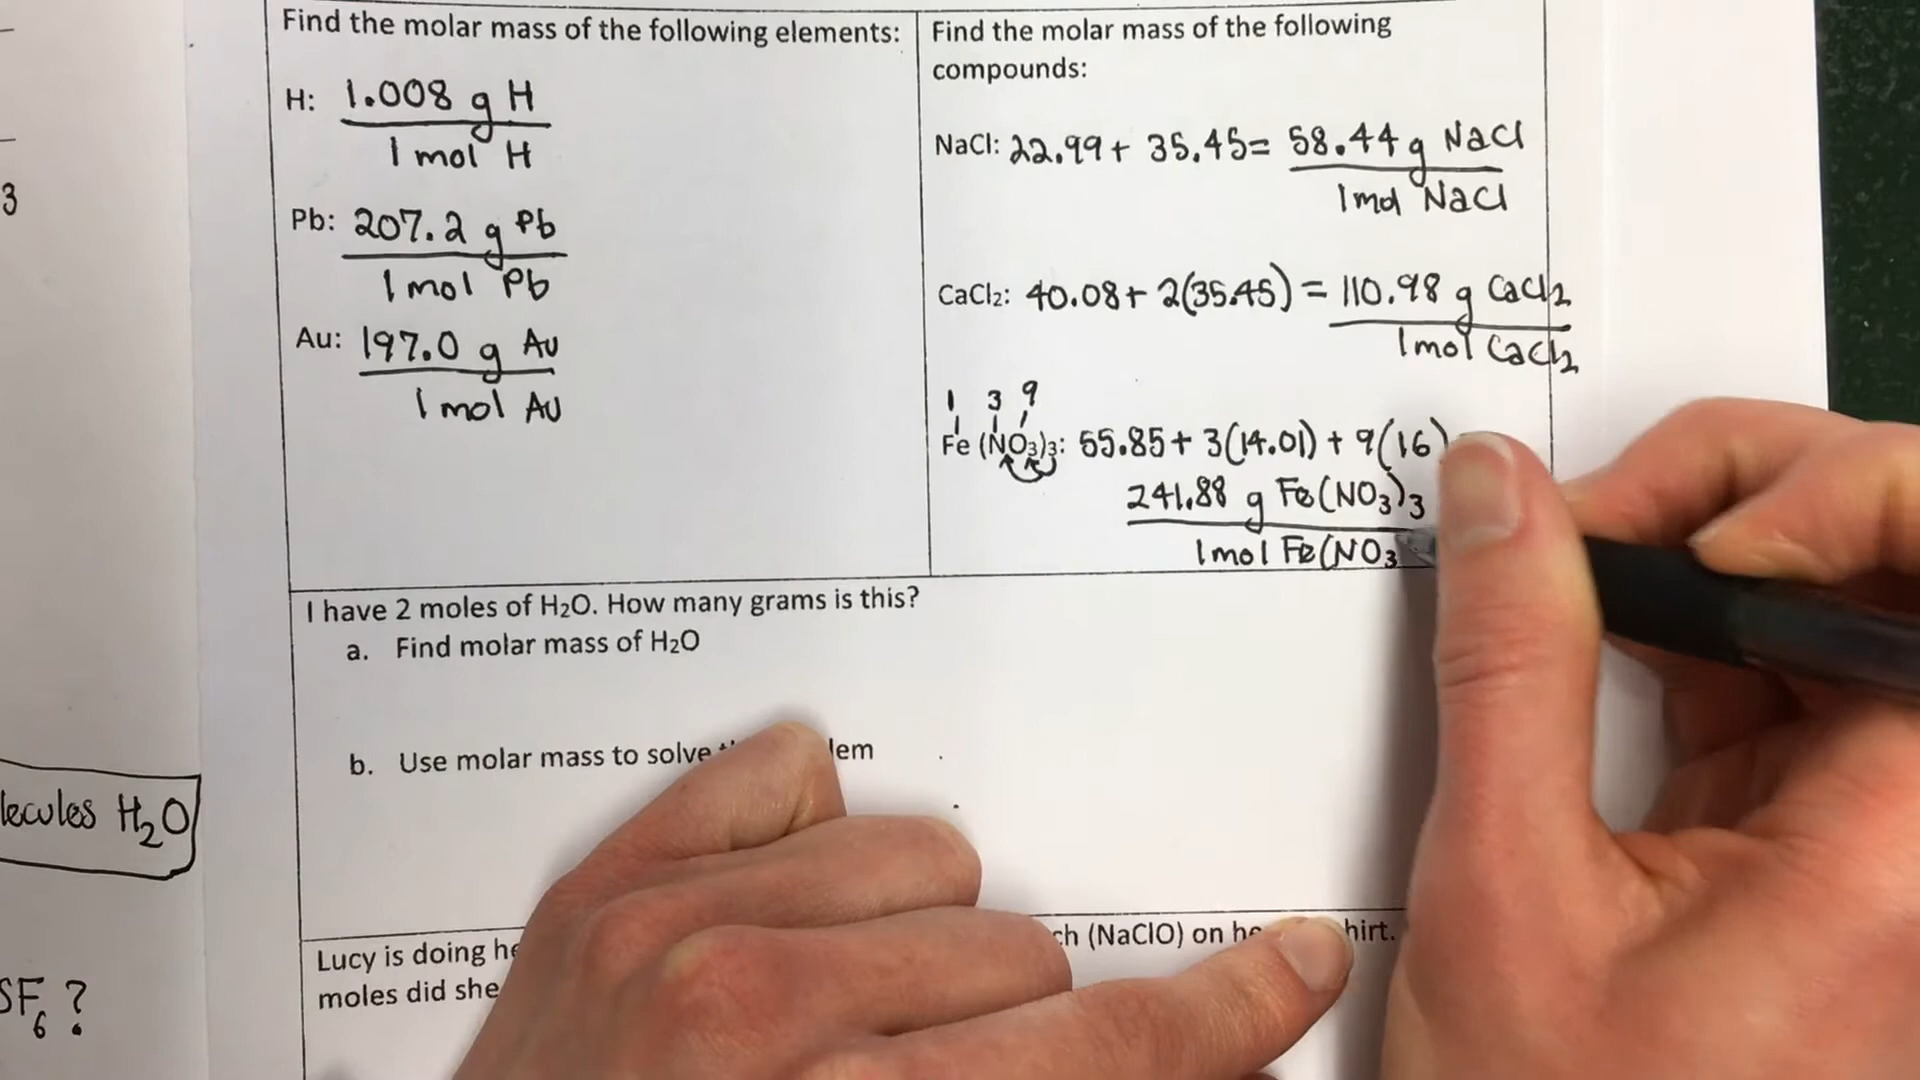 3
lecules H₂O
SF₆ ?
Find the molar mass of the following elements:
H: 1.008 g H
1 mol H
Pb: 207.2 g Pb
1 mol Pb
Au: 197.0 g Au
1 mol Au
Find the molar mass of the following
compounds:
NaCl: 22.99 + 35.45 = 58.44 g NaCl
1 mol NaCl
CaCl₂: 40.08 + 2(35.45) = 110.98 g CaCl₂
1 mol CaCl₂
1 3 9
Fe (NO₃)₃: 55.85 + 3(14.01) + 9(16)
241.88 g Fe(NO₃)₃
1 mol Fe(NO₃
I have 2 moles of H₂O. How many grams is this?
a. Find molar mass of H₂O
b. Use molar mass to solve lem
Lucy is doing he ch (NaClO) on he hirt.
moles did she